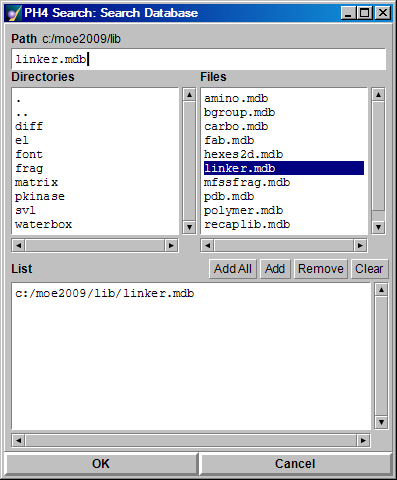 PH4 Search: Search Database
Path c:/moe2009/lib
linker.mdb
Directories
.
..
diff
el
font
frag
matrix
pkinase
svl
waterbox
Files
amino.mdb
bgroup.mdb
carbo.mdb
fab.mdb
hexes2d.mdb
linker.mdb
mfssfrag.mdb
pdb.mdb
polymer.mdb
recaplib.mdb
List Add All Add Remove Clear
c:/moe2009/lib/linker.mdb
OK Cancel